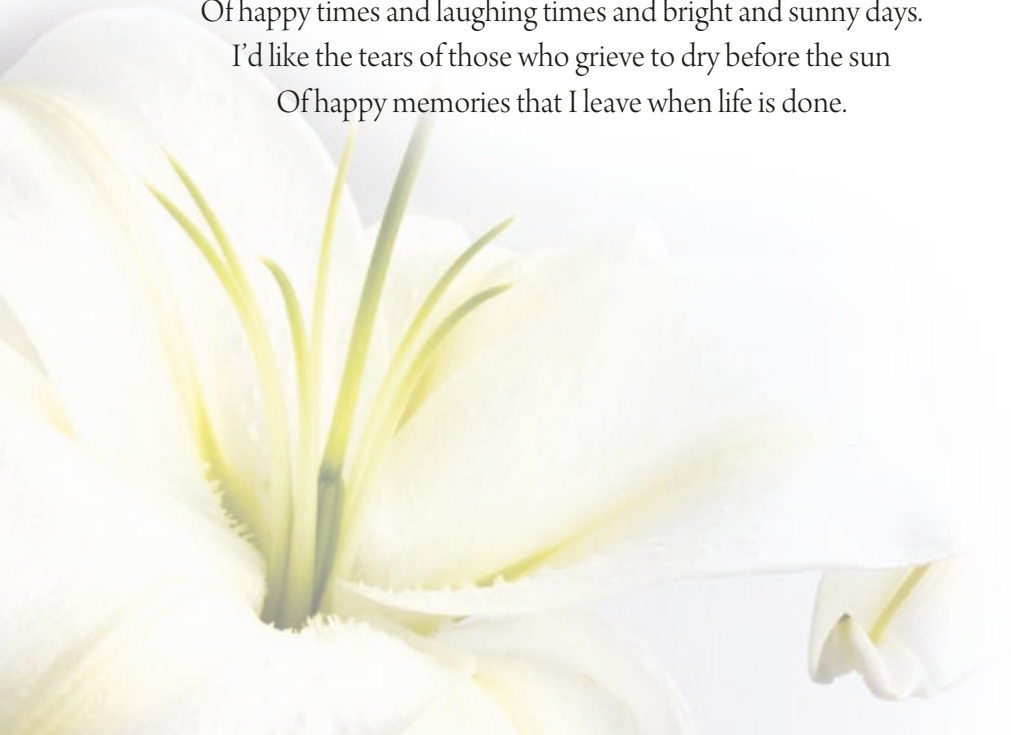 Of happy times and laughing times and bright and sunny days.
I’d like the tears of those who grieve to dry before the sun
Of happy memories that I leave when life is done.